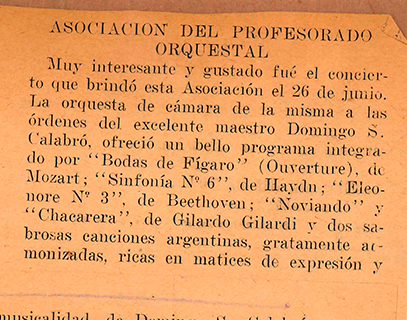 ASOCIACION DEL PROFESORADO
ORQUESTAL
Muy interesante y gustado fué el concier-
to que brindó esta Asociación el 26 de junio.
La orquesta de cámara de la misma a las
órdenes del excelente maestro Domingo S.
Calabró, ofreció un bello programa integra-
do por "Bodas de Fígaro" (Ouverture), de
Mozart; "Sinfonía Nº 6", de Haydn; "Eleo-
nore Nº 3", de Beethoven; "Noviando" y
"Chacarera", de Gilardo Gilardi y dos sa-
brosas canciones argentinas, gratamente ar-
monizadas, ricas en matices de expresión y
musicalidad, de Domingo S.